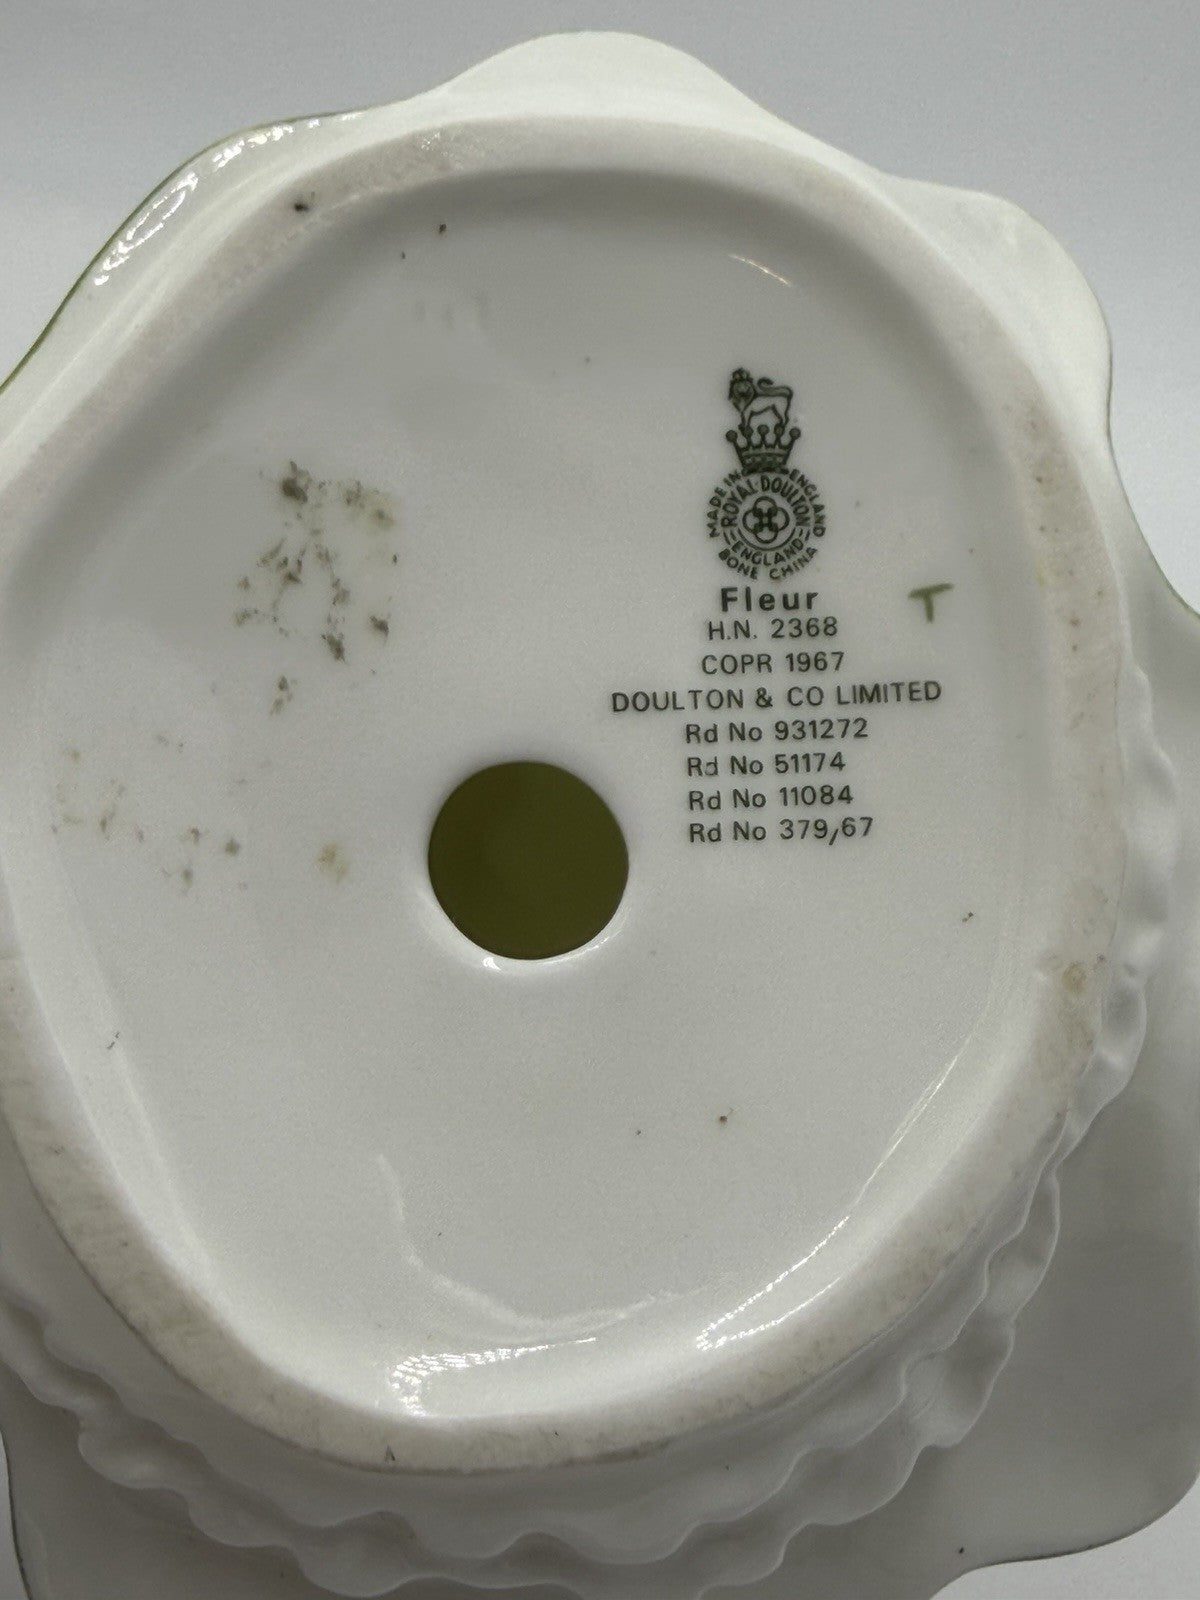 MADE IN ENGLAND
ROYAL DOULTON
ENGLAND
BONE CHINA
Fleur
T
H.N. 2368
COPR 1967
DOULTON & CO LIMITED
Rd No 931272
Rd No 51174
Rd No 11084
Rd No 379/67